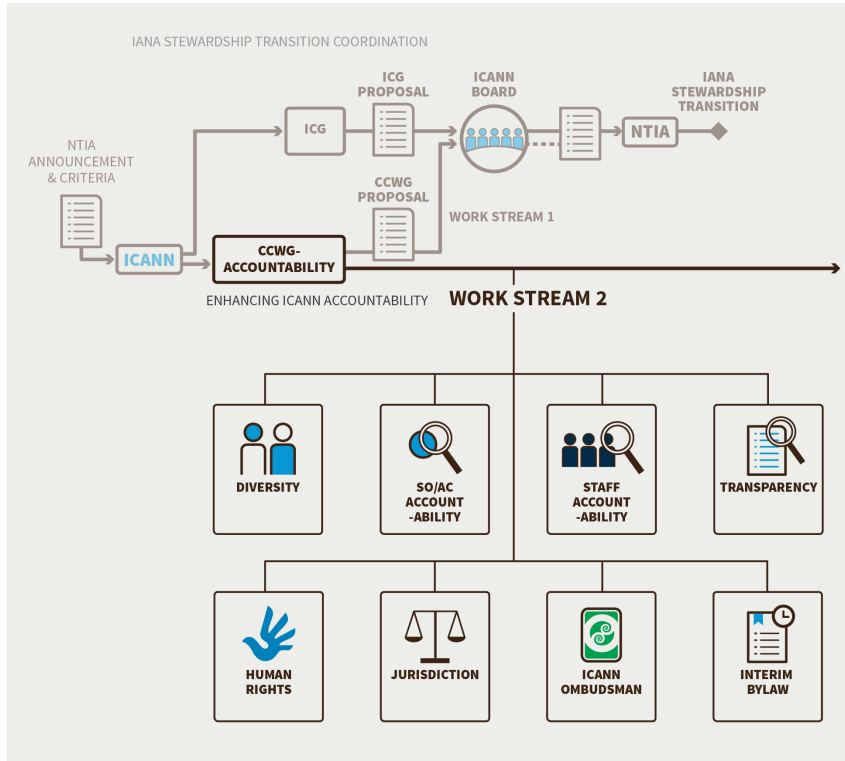 IANA STEWARDSHIP TRANSITION COORDINATION
ICG
PROPOSAL
ICANN
BOARD
IANA
STEWARDSHIP
TRANSITION
ICG
NTIA
NTIA
ANNOUNCEMENT
& CRITERIA
CCWG
PROPOSAL
WORK STREAM 1
ICANN
CCWG-
ACCOUNTABILITY
ENHANCING ICANN ACCOUNTABILITY
WORK STREAM 2
DIVERSITY
SO/AC
ACCOUNT
-ABILITY
STAFF
ACCOUNT
-ABILITY
TRANSPARENCY
HUMAN
RIGHTS
JURISDICTION
ICANN
OMBUDSMAN
INTERIM
BYLAW